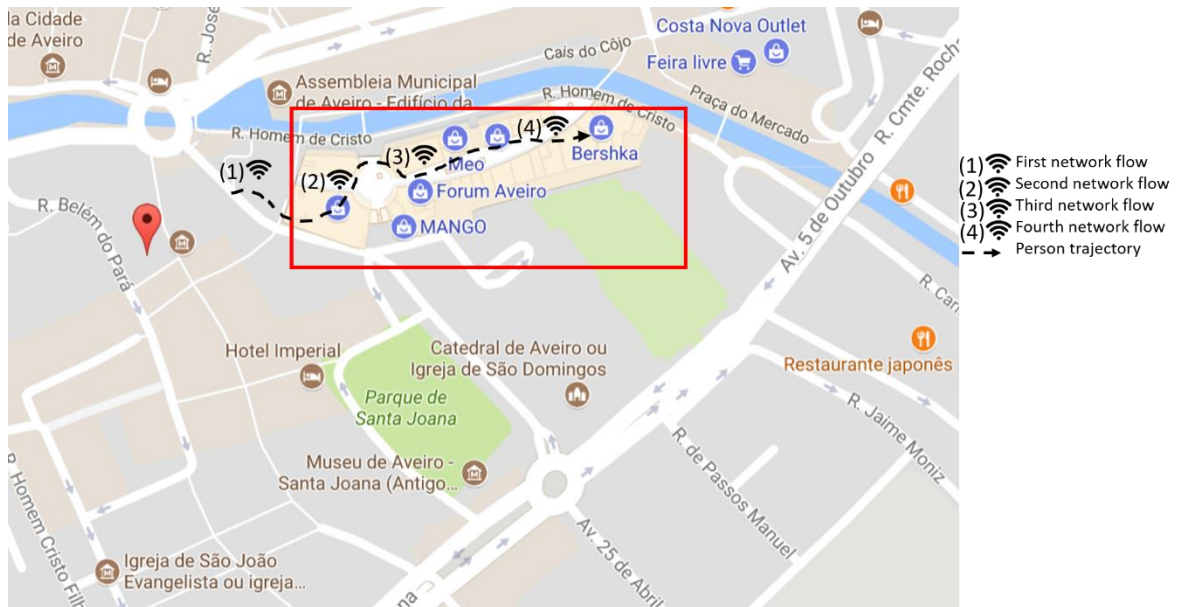 la Cidade
de Aveiro
R. José
Costa Nova Outlet
Cais do Côjo
Feira livre
R. Cmte. Rocha
Assembleia Municipal
de Aveiro - Edifício da
R. Homem de Cristo
Praça do Mercado
R. Homem de Cristo
(4)
(3)
Meo
Bershka
(1)
(2)
Forum Aveiro
MANGO
R. Belém do Pará
Av. 5 de Outubro
(1) First network flow
(2) Second network flow
(3) Third network flow
(4) Fourth network flow
Person trajectory
R. Car
Hotel Imperial
Catedral de Aveiro ou
Igreja de São Domingos
Restaurante japonês
Parque de
Santa Joana
R. Jaime Moniz
Museu de Aveiro -
Santa Joana (Antigo...
R. de Passos Manuel
R. Homem Cristo Filh
Av. 25 de Abril
Igreja de São João
Evangelista ou igreja...